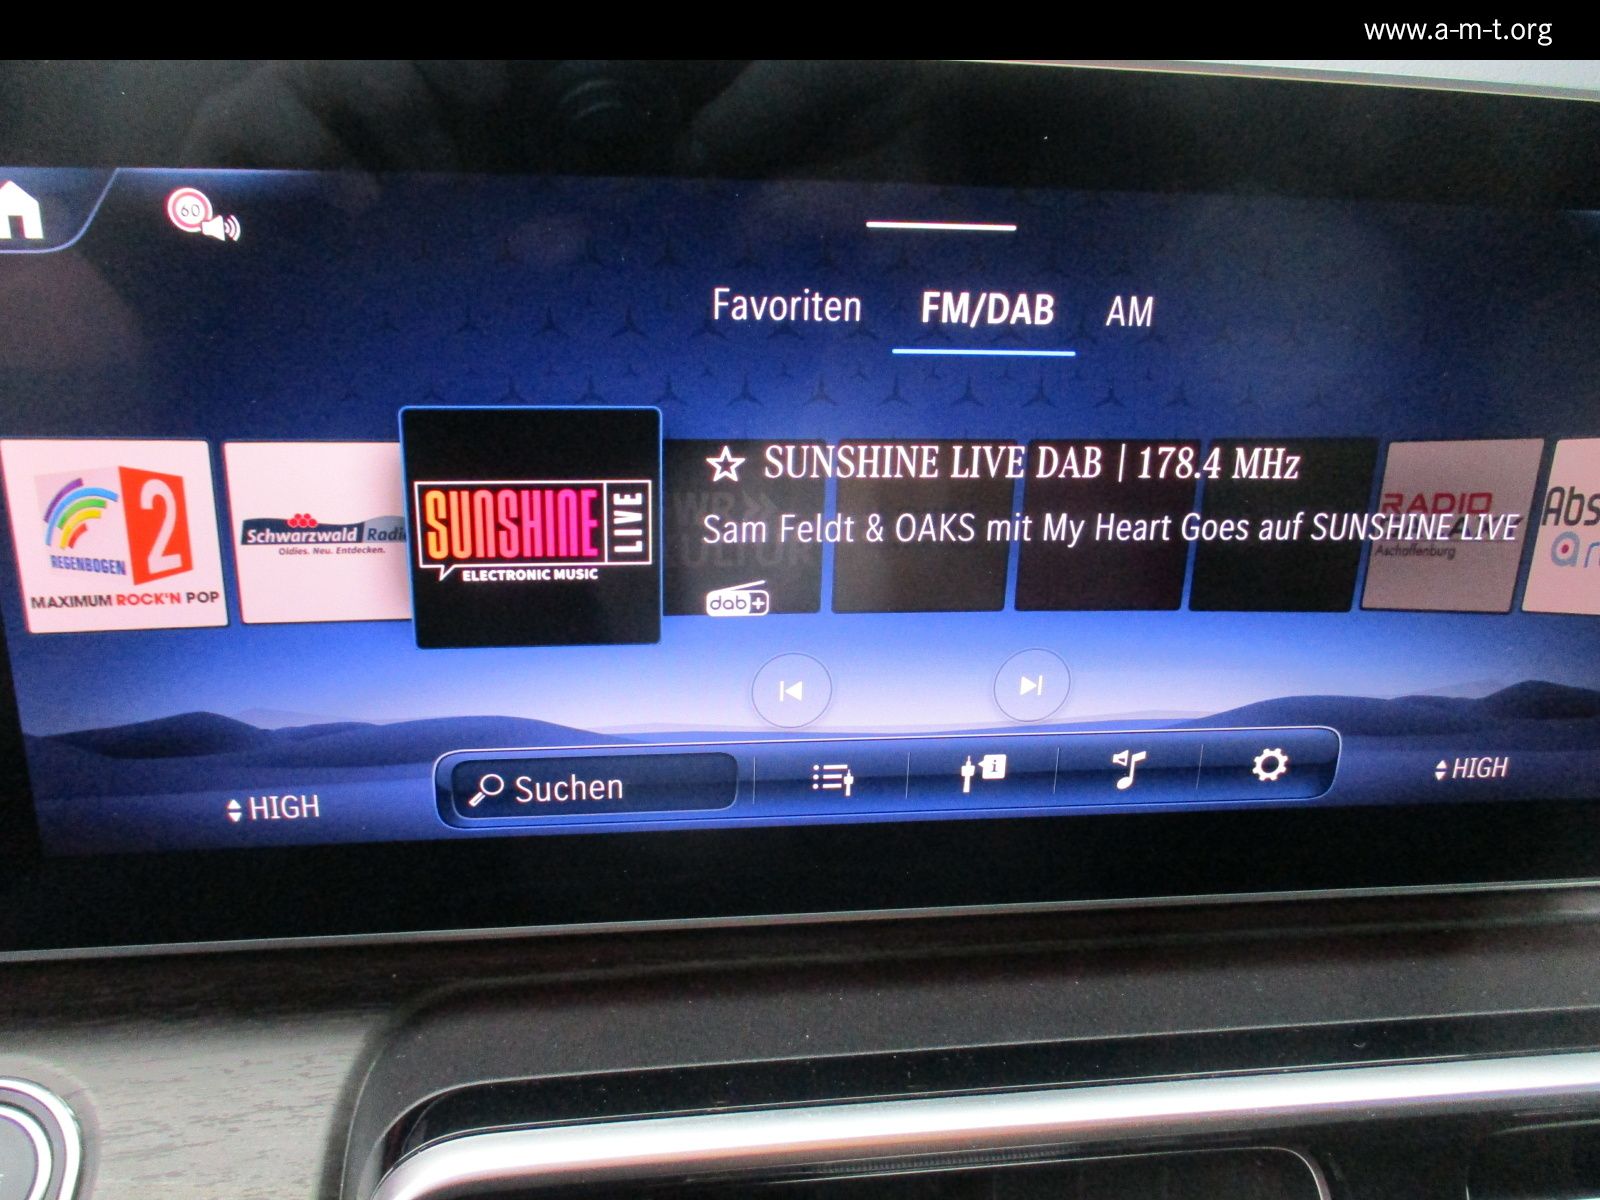 www.a-m-t.org
60
Favoriten FM/DAB AM
2
REGENBOGEN
MAXIMUM ROCK'N POP
Schwarzwald Radio
Oldies. Neu. Entdecken.
SUNSHINE LIVE
ELECTRONIC MUSIC
SUNSHINE LIVE DAB | 178.4 MHz
Sam Feldt & OAKS mit My Heart Goes auf SUNSHINE LIVE
dab+
RADIO
Aschaffenburg
Abs
Suchen
HIGH
HIGH